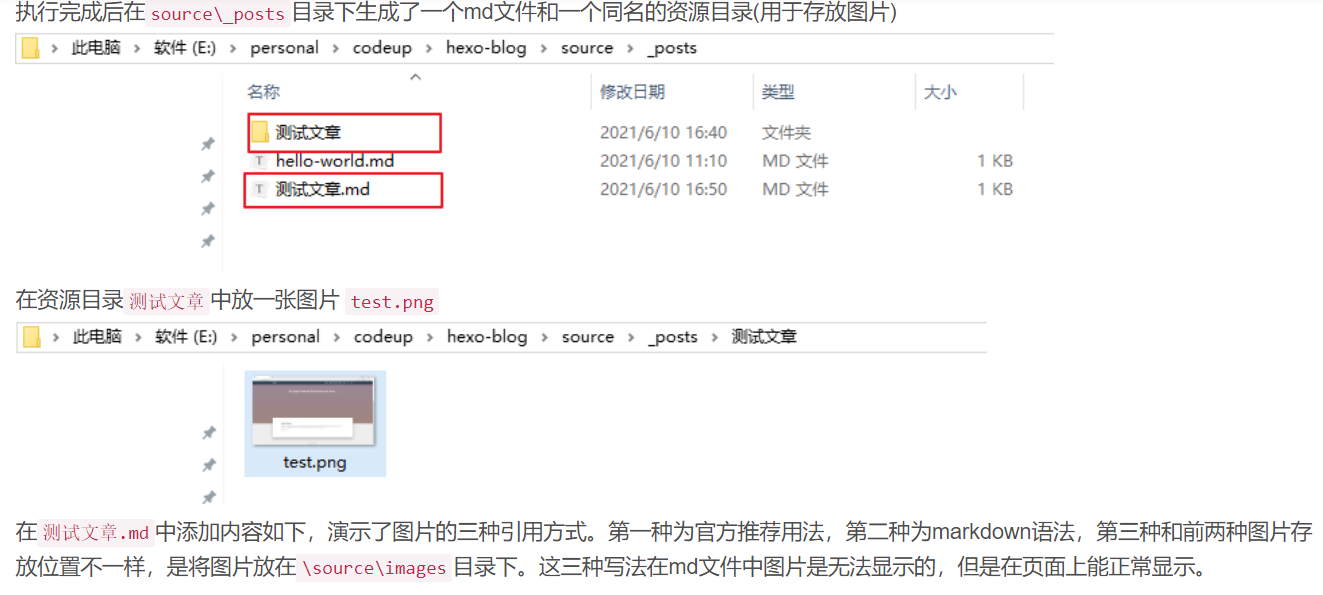 执行完成后在 source\_posts 目录下生成了一个md文件和一个同名的资源目录(用于存放图片)
此电脑 > 软件 (E:) > personal > codeup > hexo-blog > source > _posts
名称 修改日期 类型 大小
测试文章 2021/6/10 16:40 文件夹
hello-world.md 2021/6/10 11:10 MD 文件 1 KB
测试文章.md 2021/6/10 16:50 MD 文件 1 KB
在资源目录 测试文章 中放一张图片 test.png
此电脑 > 软件 (E:) > personal > codeup > hexo-blog > source > _posts > 测试文章
test.png
在 测试文章.md 中添加内容如下，演示了图片的三种引用方式。第一种为官方推荐用法，第二种为markdown语法，第三种和前两种图片存
放位置不一样，是将图片放在 \source\images 目录下。这三种写法在md文件中图片是无法显示的，但是在页面上能正常显示。